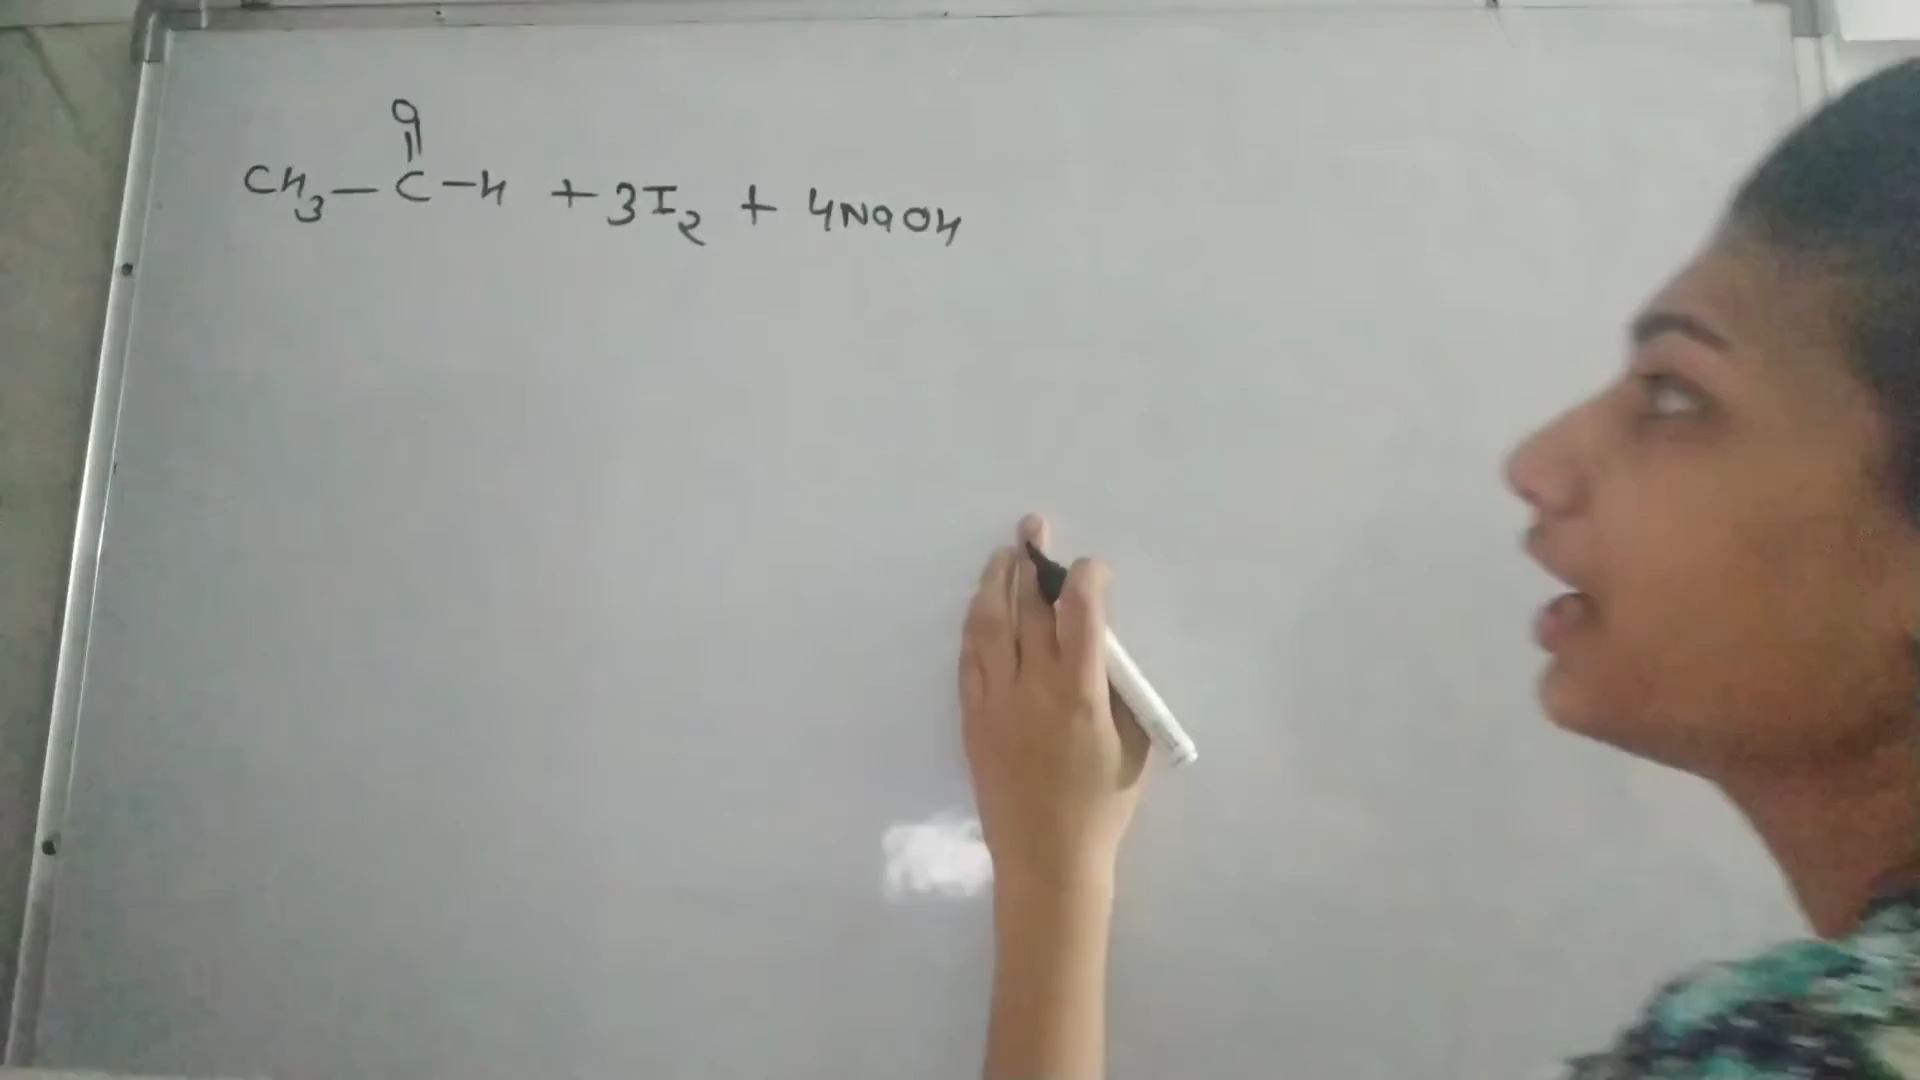 O
||
CH₃—C—H + 3I₂ + 4NaOH